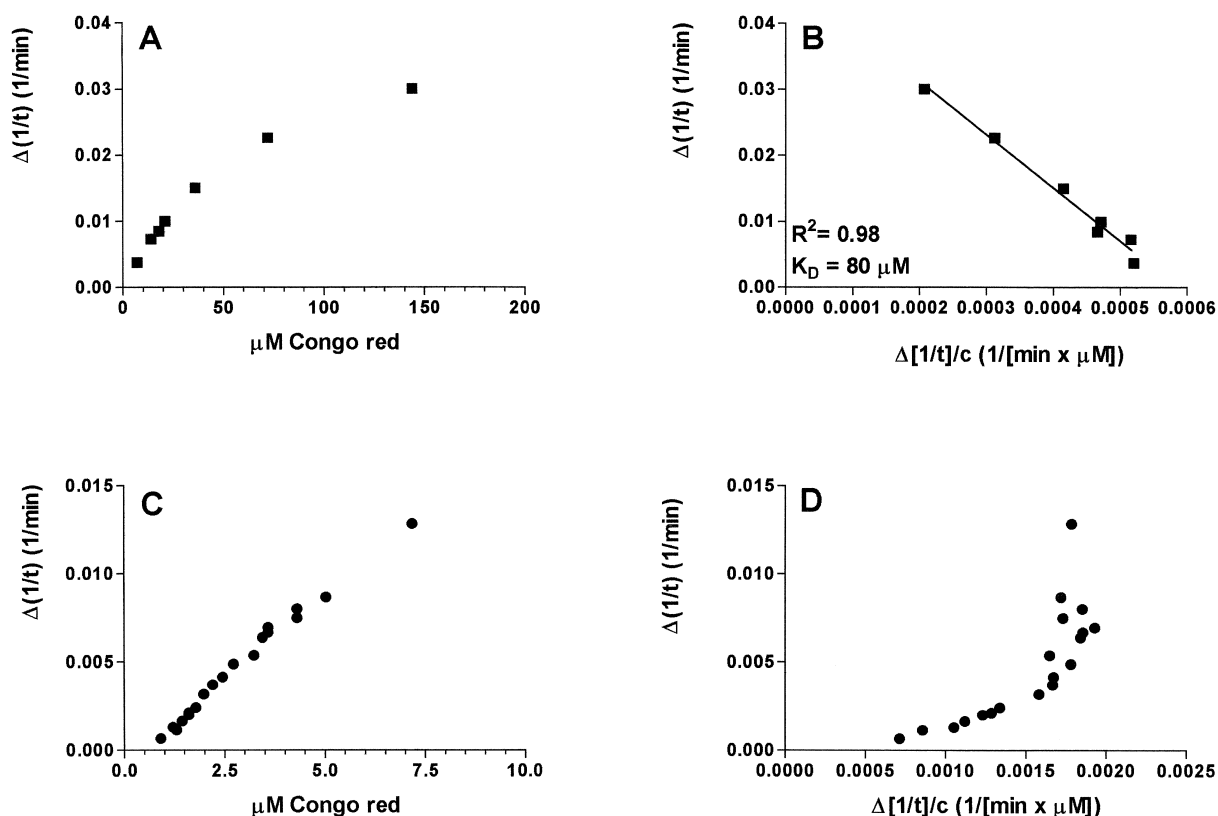 A
Δ(1/t) (1/min)
0.04
0.03
0.02
0.01
0.00
0 50 100 150 200
μM Congo red
B
Δ(1/t) (1/min)
0.04
0.03
0.02
0.01
0.00
R²= 0.98
K_D = 80 μM
0.0000 0.0001 0.0002 0.0003 0.0004 0.0005 0.0006
Δ[1/t]/c (1/[min x μM])
C
Δ(1/t) (1/min)
0.015
0.010
0.005
0.000
0.0 2.5 5.0 7.5 10.0
μM Congo red
D
Δ(1/t) (1/min)
0.015
0.010
0.005
0.000
0.0000 0.0005 0.0010 0.0015 0.0020 0.0025
Δ[1/t]/c (1/[min x μM])